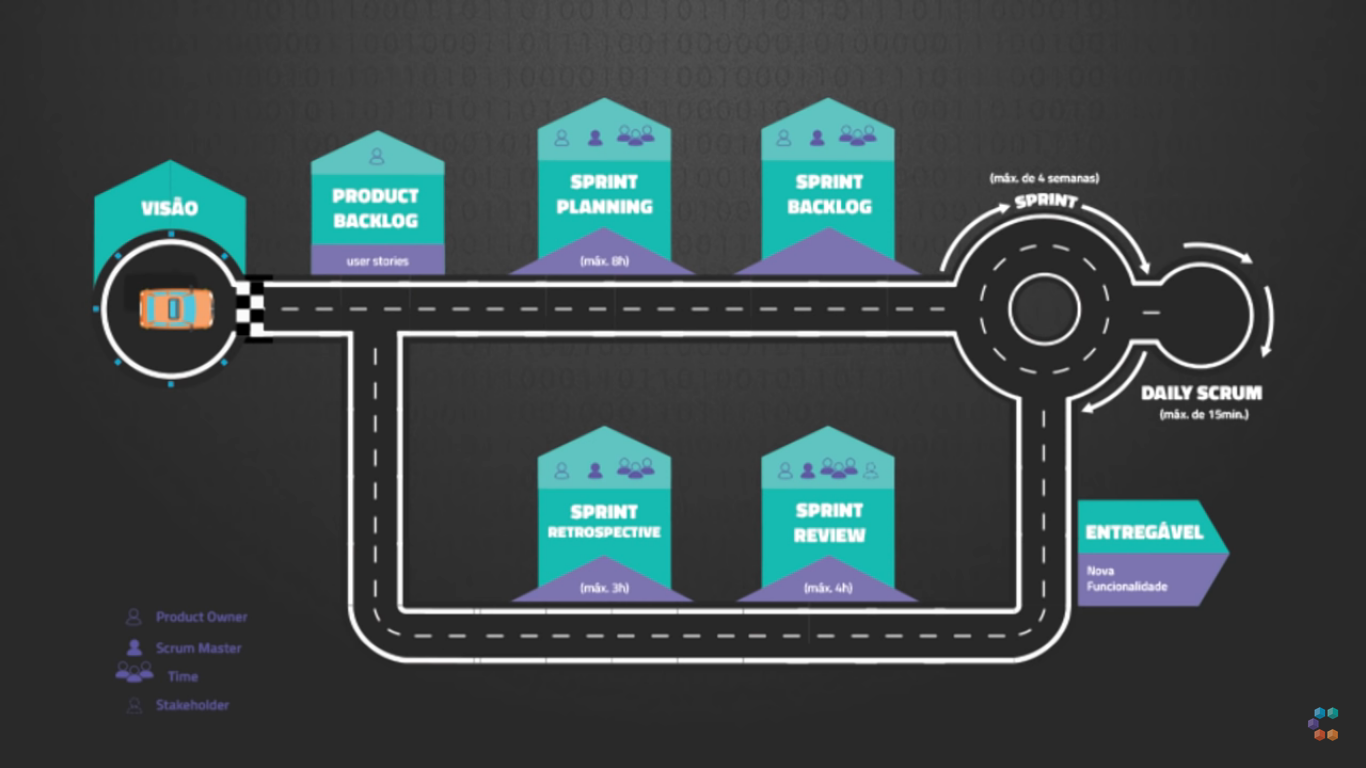 VISÃO
PRODUCT
BACKLOG
user stories
SPRINT
PLANNING
(máx. 8h)
SPRINT
BACKLOG
(máx. de 4 semanas)
SPRINT
DAILY SCRUM
(máx. de 15min.)
ENTREGÁVEL
Nova
Funcionalidade
SPRINT
REVIEW
(máx. 4h)
SPRINT
RETROSPECTIVE
(máx. 3h)
Product Owner
Scrum Master
Time
Stakeholder